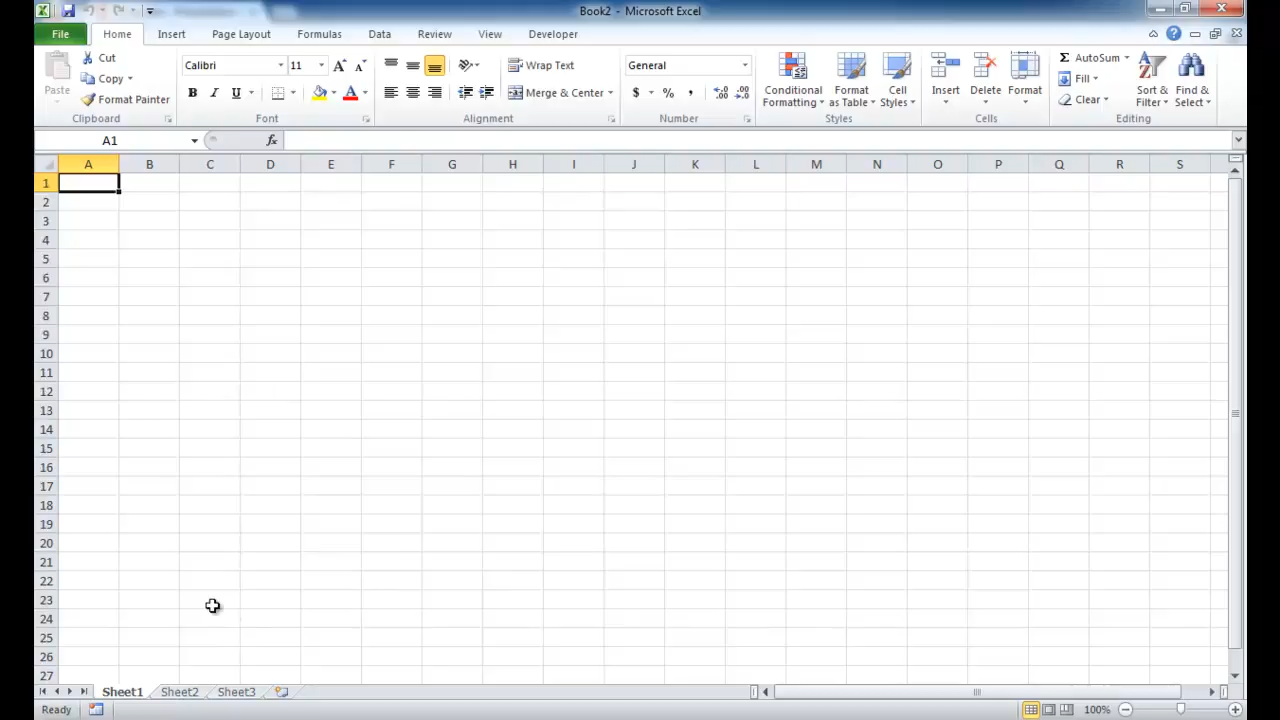 Book2 - Microsoft Excel
File Home Insert Page Layout Formulas Data Review View Developer
Paste Cut Copy Format Painter
Calibri 11
B I U A
Wrap Text
Merge & Center
General
$ % ,
Conditional Formatting
Format as Table
Cell Styles
Insert Delete Format
Σ AutoSum
Fill
Clear
Sort & Filter
Find & Select
Clipboard Font Alignment Number Styles Cells Editing
A1 fx
A B C D E F G H I J K L M N O P Q R S
1
2
3
4
5
6
7
8
9
10
11
12
13
14
15
16
17
18
19
20
21
22
23
24
25
26
27
Sheet1 Sheet2 Sheet3
Ready 100%